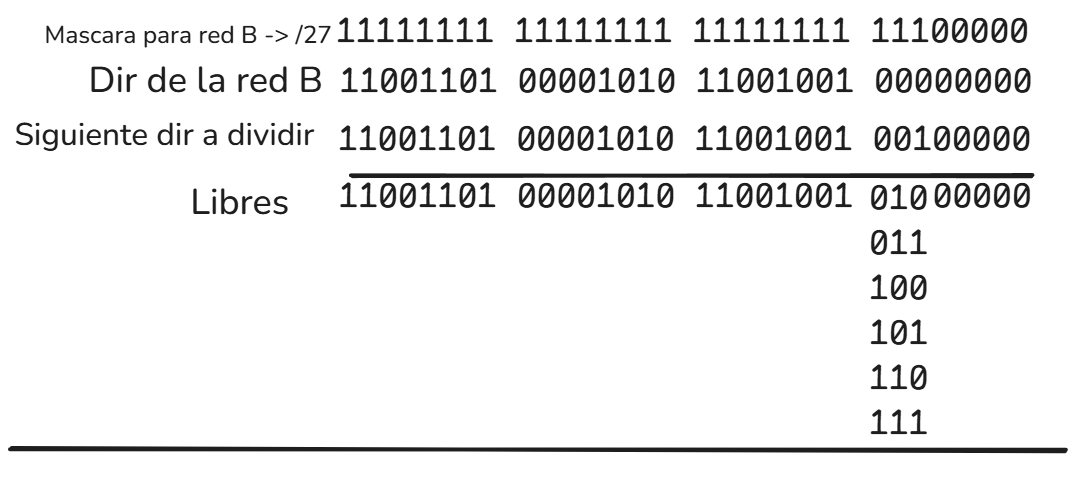 Mascara para red B -> /27 11111111 11111111 11111111 11100000
Dir de la red B 11001101 00001010 11001001 00000000
Siguiente dir a dividir 11001101 00001010 11001001 00100000
Libres 11001101 00001010 11001001 010 00000
011
100
101
110
111